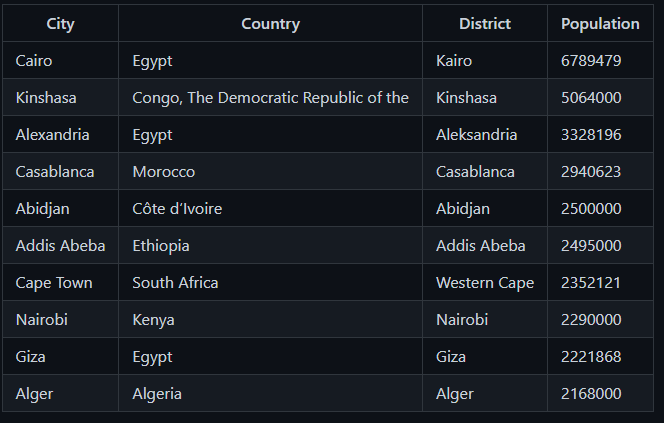 City Country District Population
Cairo Egypt Kairo 6789479
Kinshasa Congo, The Democratic Republic of the Kinshasa 5064000
Alexandria Egypt Aleksandria 3328196
Casablanca Morocco Casablanca 2940623
Abidjan Côte d’Ivoire Abidjan 2500000
Addis Abeba Ethiopia Addis Abeba 2495000
Cape Town South Africa Western Cape 2352121
Nairobi Kenya Nairobi 2290000
Giza Egypt Giza 2221868
Alger Algeria Alger 2168000